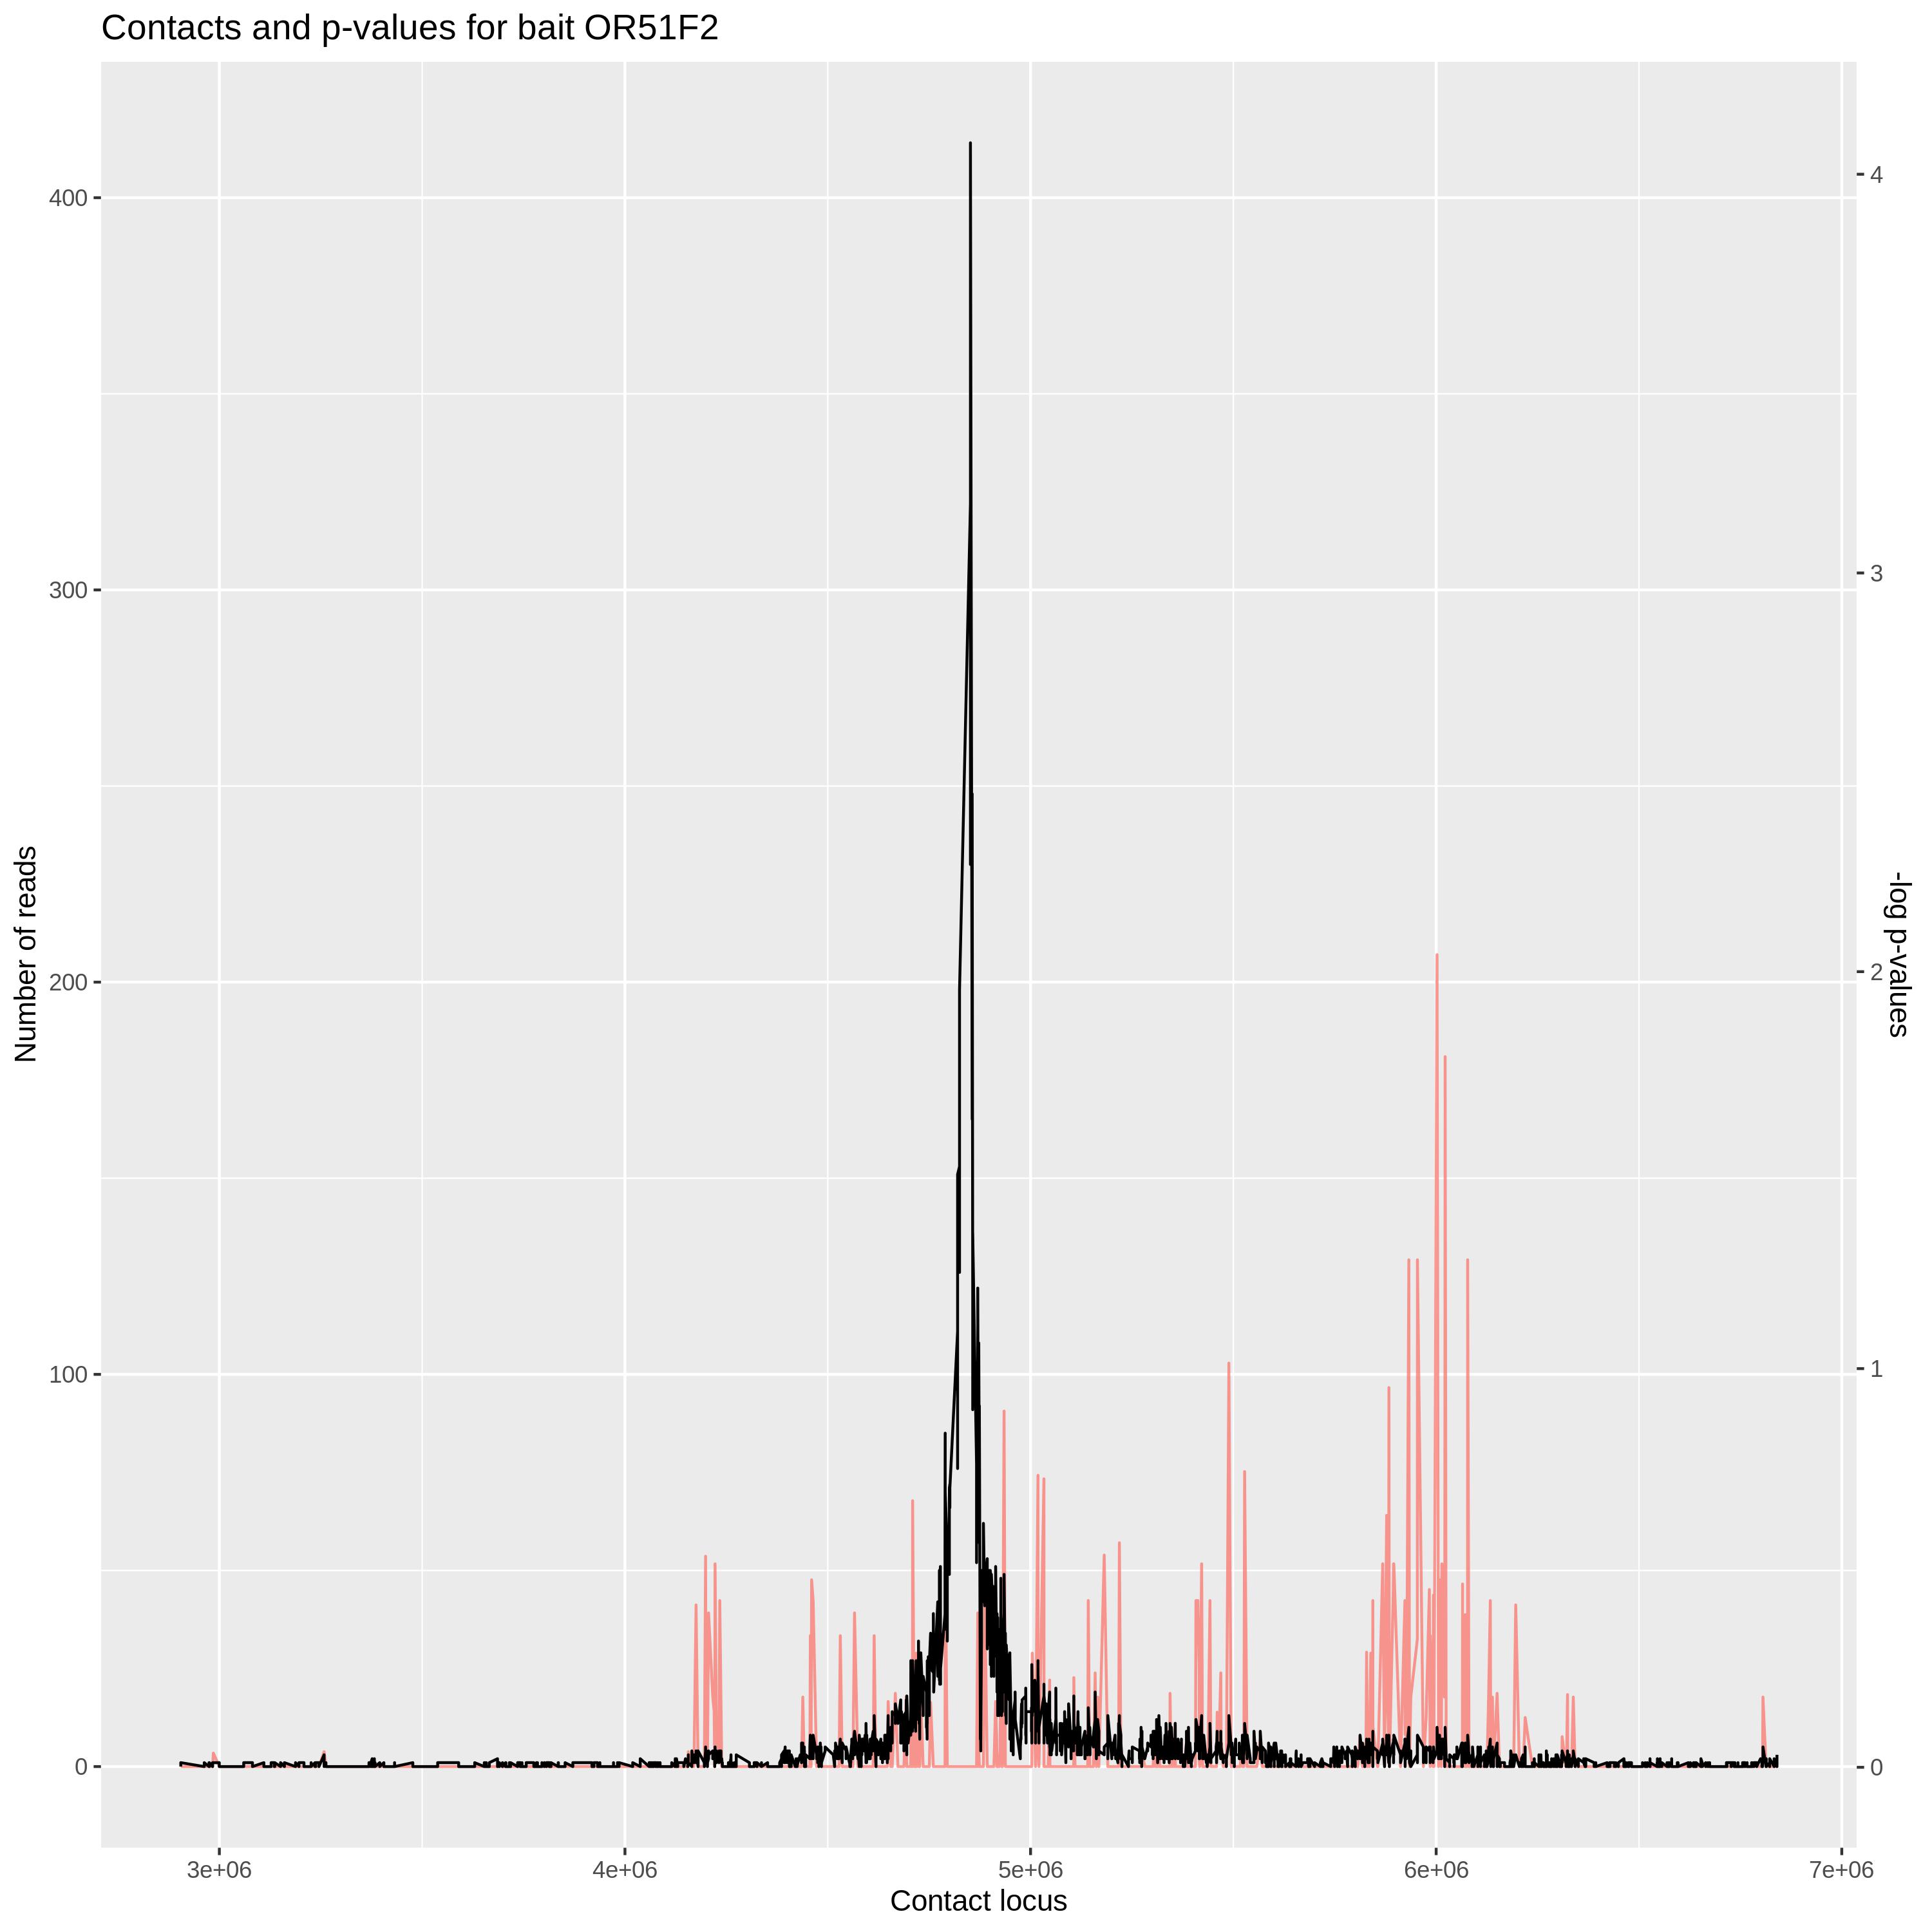 Contacts and p-values for bait OR51F2
400
300
200
100
0
4
3
2
1
0
Number of reads
-log p-values
3e+06
4e+06
5e+06
6e+06
7e+06
Contact locus